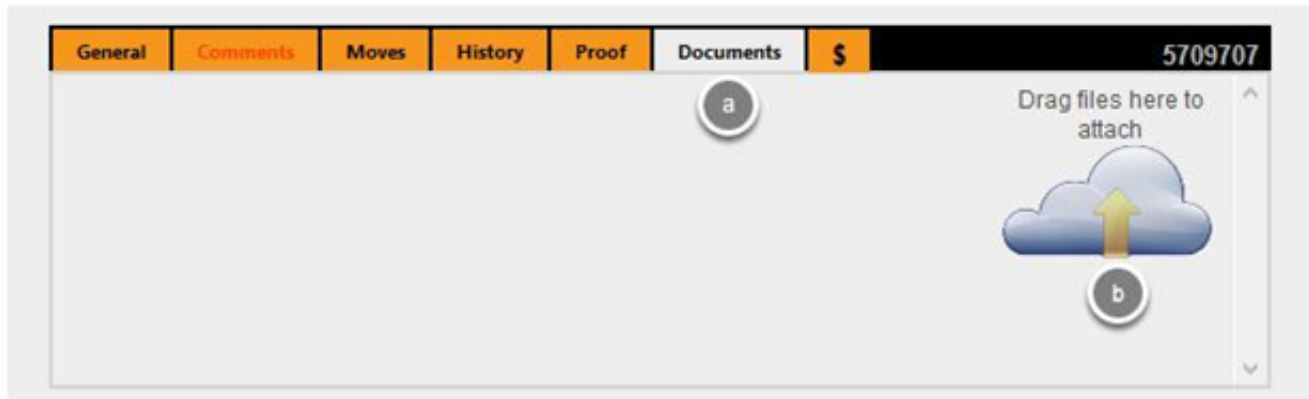 General Comments Moves History Proof Documents $ 5709707
a
Drag files here to
attach
b